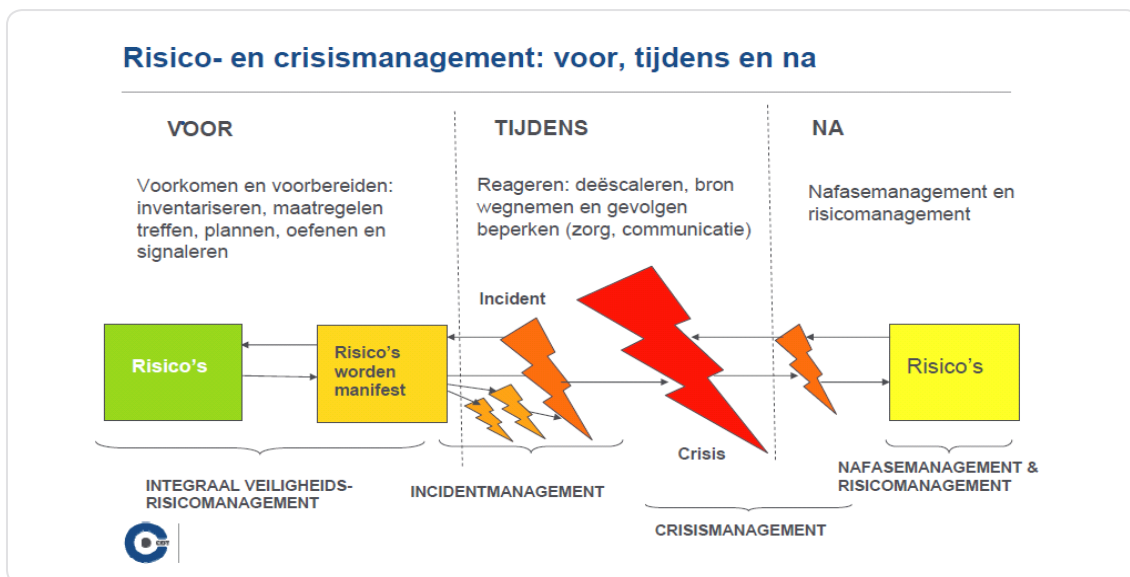 Risico- en crisismanagement: voor, tijdens en na
VOOR
Voorkomen en voorbereiden:
inventariseren, maatregelen
treffen, plannen, oefenen en
signaleren
TIJDENS
Reageren: deëscaleren, bron
wegnemen en gevolgen
beperken (zorg, communicatie)
NA
Nafasemanagement en
risicomanagement
Incident
Risico's
Risico's
worden
manifest
Risico's
Crisis
INTEGRAAL VEILIGHEIDS-
RISICOMANAGEMENT
INCIDENTMANAGEMENT
CRISISMANAGEMENT
NAFASEMANAGEMENT &
RISICOMANAGEMENT